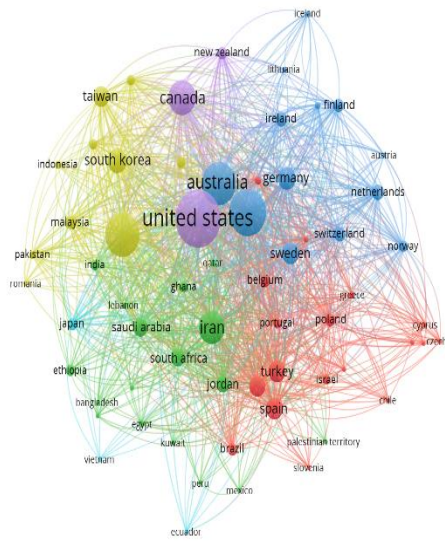 iceland
new zealand
lithuania
taiwan
canada
finland
ireland
south korea
austria
indonesia
australia
germany
netherlands
malaysia
united states
switzerland
norway
pakistan
sweden
india
qatar
romania
ghana
belgium
lebanon
greece
japan
saudi arabia
iran
portugal
poland
cyprus
south africa
czech
ethiopia
turkey
jordan
israel
bangladesh
spain
chile
egypt
kuwait
brazil
palestinian territory
vietnam
slovenia
peru
mexico
ecuador